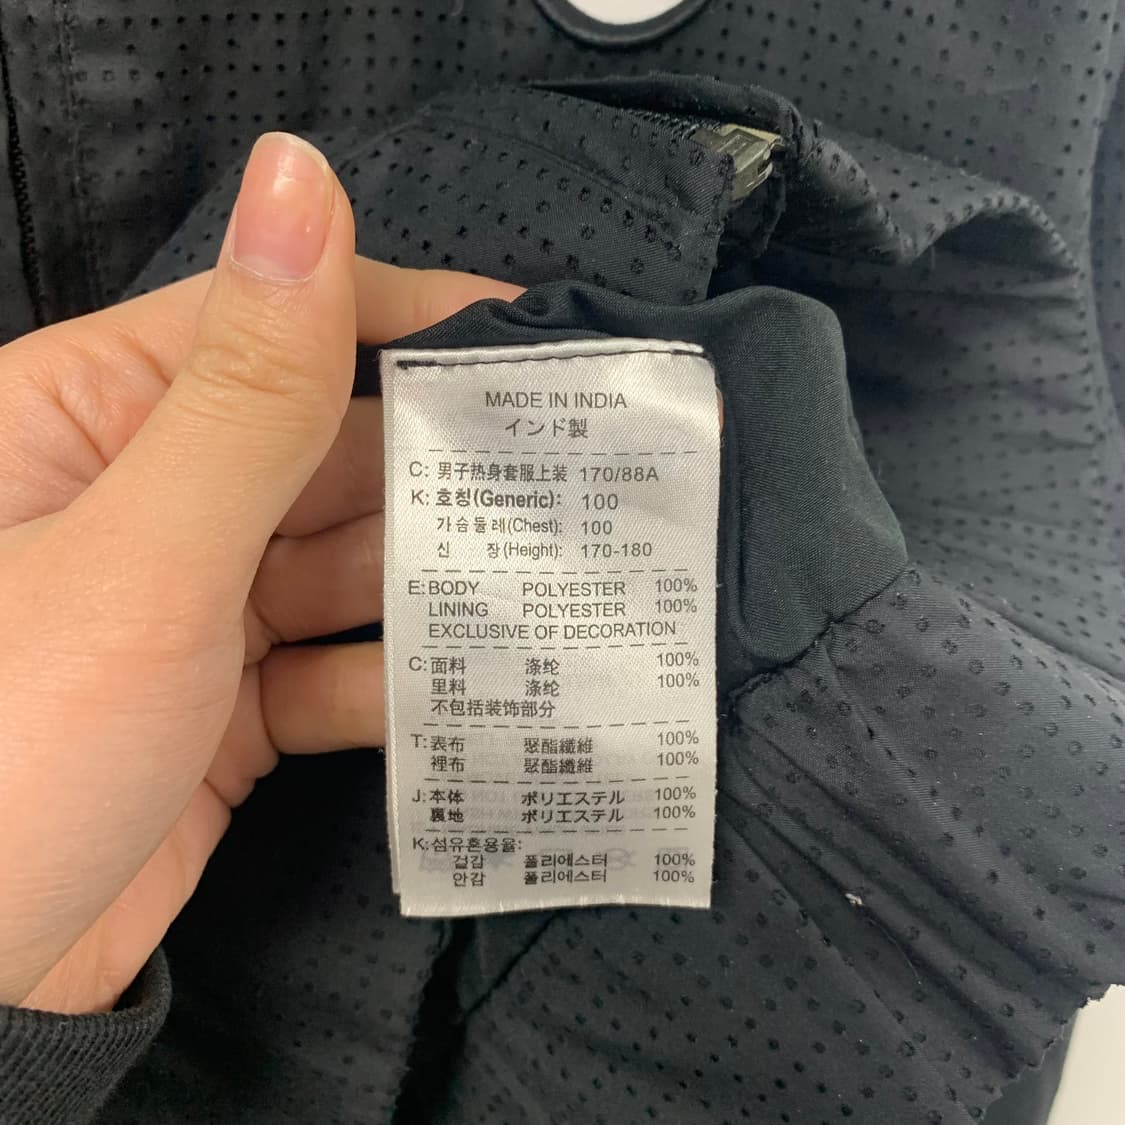 MADE IN INDIA
インド製
C: 男子热身套服上装 170/88A
K: 호칭(Generic): 100
가슴둘레(Chest): 100
신 장(Height): 170-180
E: BODY POLYESTER 100%
LINING POLYESTER 100%
EXCLUSIVE OF DECORATION
C: 面料 涤纶 100%
里料 涤纶 100%
不包括装饰部分
T: 表布 聚酯纖維 100%
裡布 聚酯纖維 100%
J: 本体 ポリエステル 100%
裏地 ポリエステル 100%
K: 섬유혼용율:
겉감 폴리에스터 100%
안감 폴리에스터 100%